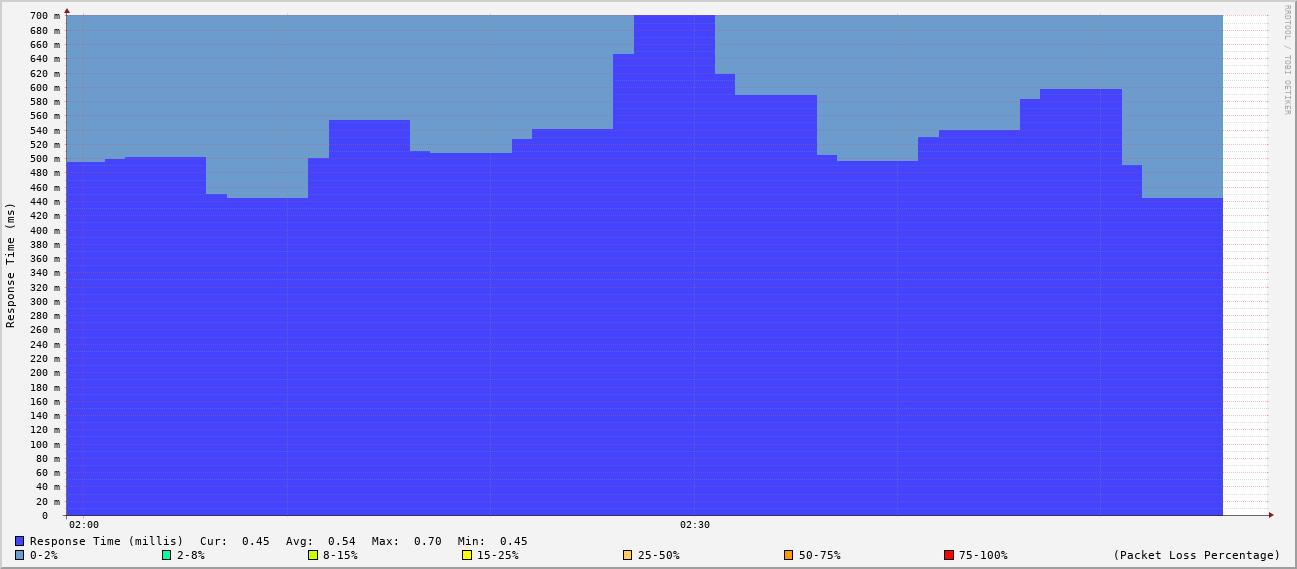 700 m
680 m
660 m
640 m
620 m
600 m
580 m
560 m
540 m
520 m
500 m
480 m
460 m
440 m
420 m
400 m
380 m
360 m
340 m
320 m
300 m
280 m
260 m
240 m
220 m
200 m
180 m
160 m
140 m
120 m
100 m
80 m
60 m
40 m
20 m
0
Response Time (ms)
RRDTOOL / TOBI OETIKER
02:00 02:30
Response Time (millis) Cur: 0.45 Avg: 0.54 Max: 0.70 Min: 0.45
0-2% 2-8% 8-15% 15-25% 25-50% 50-75% 75-100% (Packet Loss Percentage)